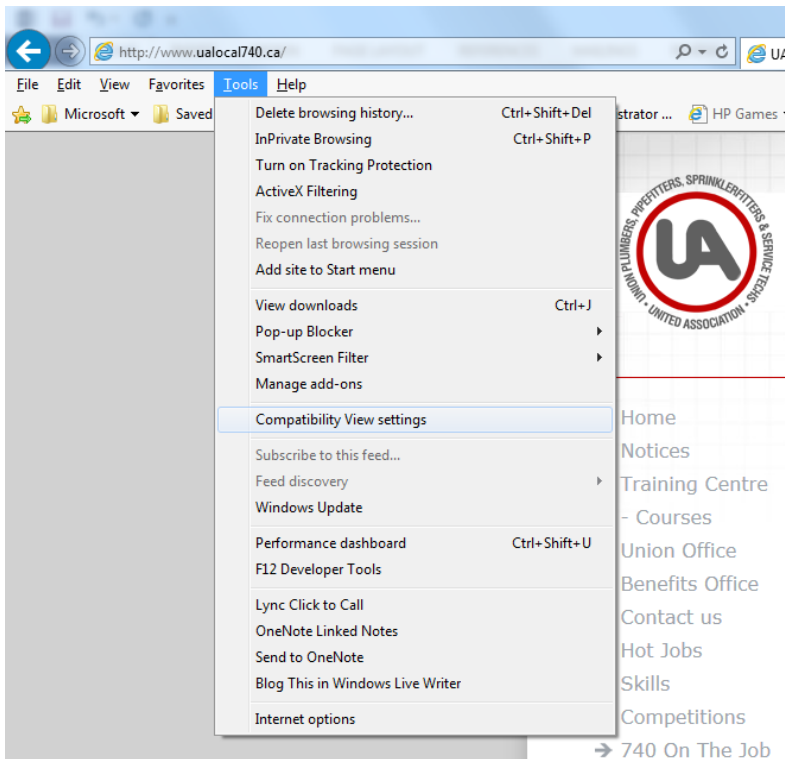 http://www.ualocal740.ca/
UA
File Edit View Favorites Tools Help
Microsoft Saved
strator ... HP Games
Delete browsing history... Ctrl+Shift+Del
InPrivate Browsing Ctrl+Shift+P
Turn on Tracking Protection
ActiveX Filtering
Fix connection problems...
Reopen last browsing session
Add site to Start menu
View downloads Ctrl+J
Pop-up Blocker
SmartScreen Filter
Manage add-ons
Compatibility View settings
Subscribe to this feed...
Feed discovery
Windows Update
Performance dashboard Ctrl+Shift+U
F12 Developer Tools
Lync Click to Call
OneNote Linked Notes
Send to OneNote
Blog This in Windows Live Writer
Internet options
UNION PLUMBERS, PIPEFITTERS, SPRINKLERFITTERS & SERVICE TECHS
UA
UNITED ASSOCIATION
Home
Notices
Training Centre
- Courses
Union Office
Benefits Office
Contact us
Hot Jobs
Skills
Competitions
740 On The Job